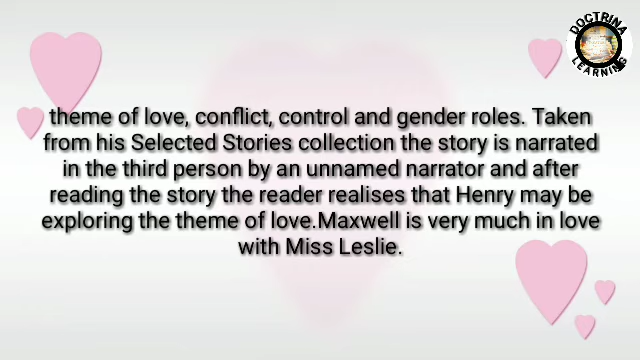 DOCTRINA
LEARNING
theme of love, conflict, control and gender roles. Taken
from his Selected Stories collection the story is narrated
in the third person by an unnamed narrator and after
reading the story the reader realises that Henry may be
exploring the theme of love.Maxwell is very much in love
with Miss Leslie.